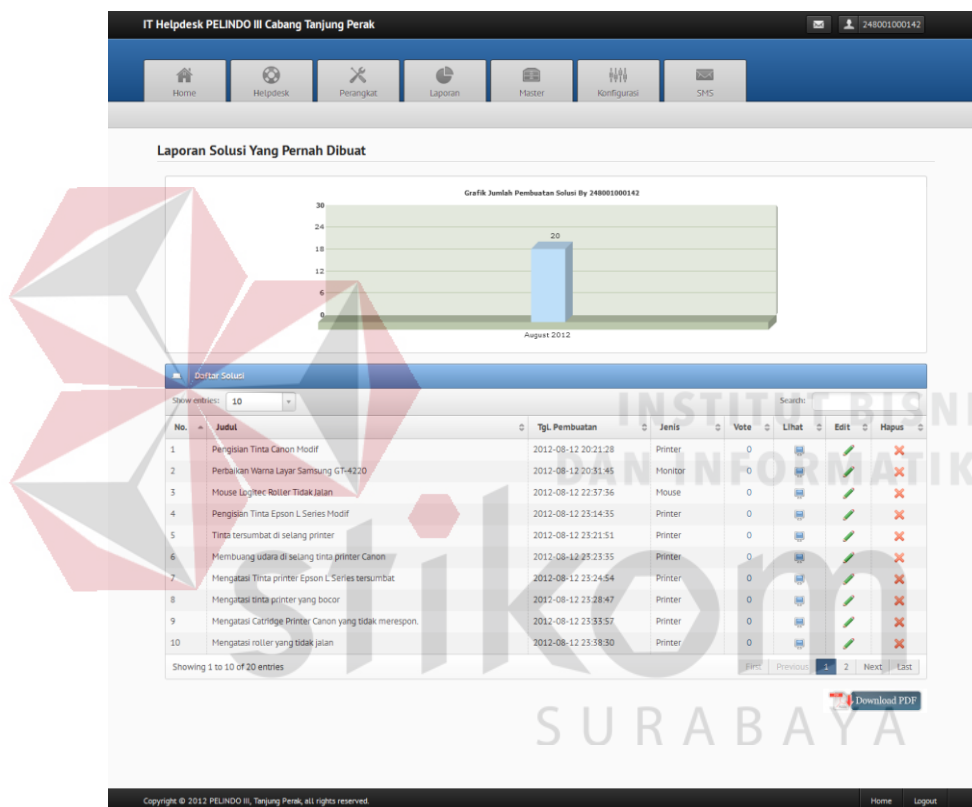 IT Helpdesk PELINDO III Cabang Tanjung Perak
248001000142
Home Helpdesk Perangkat Laporan Master Konfigurasi SMS
Laporan Solusi Yang Pernah Dibuat
Grafik Jumlah Pembuatan Solusi By 248001000142
30
24
20
18
12
6
0
August 2012
Daftar Solusi
Show entries: 10 Search:
No. Judul Tgl. Pembuatan Jenis Vote Lihat Edit Hapus
1 Pengisian Tinta Canon Modif 2012-08-12 20:21:28 Printer 0
2 Perbaikan Warna Layar Samsung GT-4220 2012-08-12 20:31:45 Monitor 0
3 Mouse Logitec Roller Tidak Jalan 2012-08-12 22:37:36 Mouse 0
4 Pengisian Tinta Epson L Series Modif 2012-08-12 23:14:35 Printer 0
5 Tinta tersumbat di selang printer 2012-08-12 23:21:51 Printer 0
6 Membuang udara di selang tinta printer Canon 2012-08-12 23:23:35 Printer 0
7 Mengatasi Tinta printer Epson L Series tersumbat 2012-08-12 23:24:54 Printer 0
8 Mengatasi tinta printer yang bocor 2012-08-12 23:28:47 Printer 0
9 Mengatasi Catridge Printer Canon yang tidak merespon. 2012-08-12 23:33:57 Printer 0
10 Mengatasi roller yang tidak jalan 2012-08-12 23:38:30 Printer 0
Showing 1 to 10 of 20 entries First Previous 1 2 Next Last
Download PDF
INSTITUT BISNI
DAN INFORMATIK
stikom
SURABAYA
Copyright © 2012 PELINDO III, Tanjung Perak, all rights reserved. Home Logout